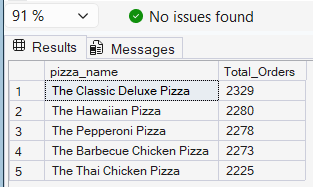 91 % No issues found
Results Messages
pizza_name Total_Orders
1 The Classic Deluxe Pizza 2329
2 The Hawaiian Pizza 2280
3 The Pepperoni Pizza 2278
4 The Barbecue Chicken Pizza 2273
5 The Thai Chicken Pizza 2225